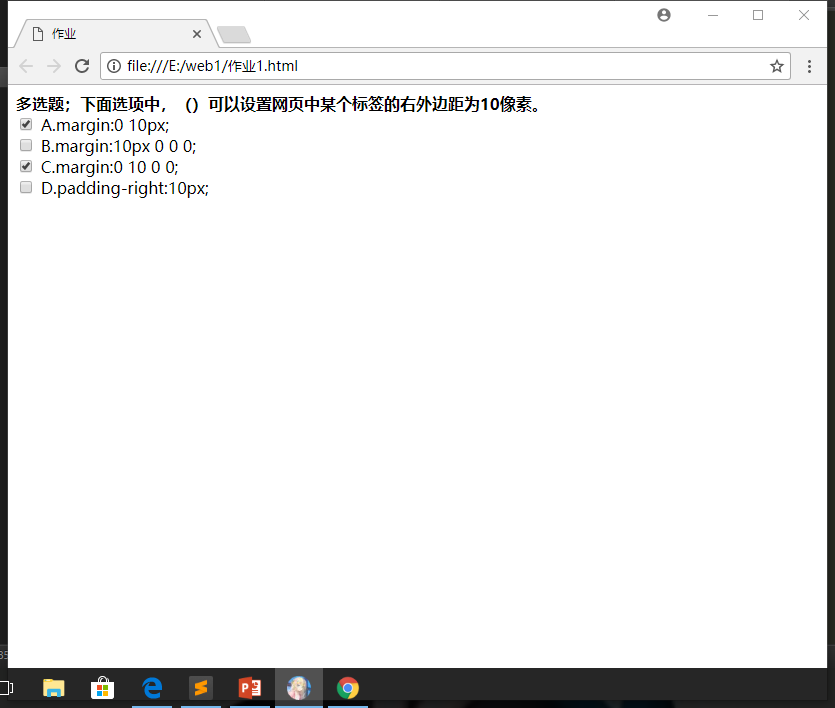 作业
file:///E:/web1/作业1.html
多选题；下面选项中，（）可以设置网页中某个标签的右外边距为10像素。
A.margin:0 10px;
B.margin:10px 0 0 0;
C.margin:0 10 0 0;
D.padding-right:10px;